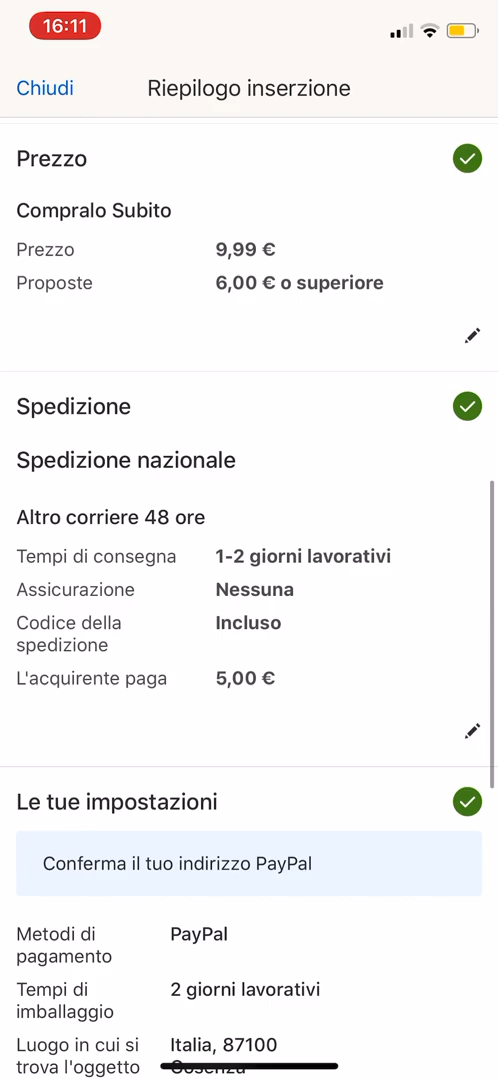 16:11
Chiudi
Riepilogo inserzione
Prezzo
Compralo Subito
Prezzo 9,99 €
Proposte 6,00 € o superiore
Spedizione
Spedizione nazionale
Altro corriere 48 ore
Tempi di consegna 1-2 giorni lavorativi
Assicurazione Nessuna
Codice della spedizione Incluso
L'acquirente paga 5,00 €
Le tue impostazioni
Conferma il tuo indirizzo PayPal
Metodi di pagamento PayPal
Tempi di imballaggio 2 giorni lavorativi
Luogo in cui si trova l'oggetto Italia, 87100
Cosenza